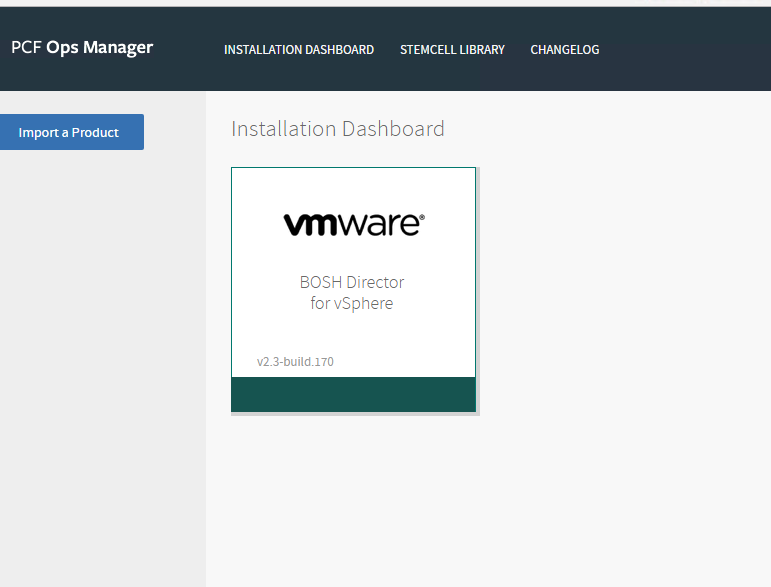 PCF Ops Manager
INSTALLATION DASHBOARD STEMCELL LIBRARY CHANGELOG
Import a Product
Installation Dashboard
vmware®
BOSH Director
for vSphere
v2.3-build.170